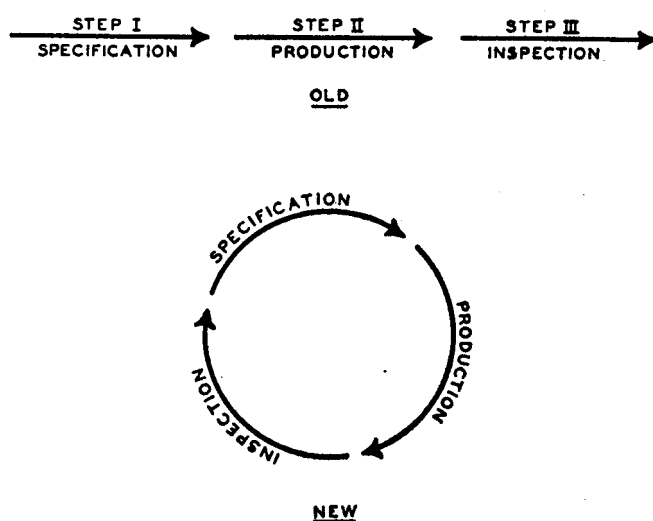 STEP I
SPECIFICATION
STEP II
PRODUCTION
STEP III
INSPECTION
OLD
SPECIFICATION
PRODUCTION
INSPECTION
NEW